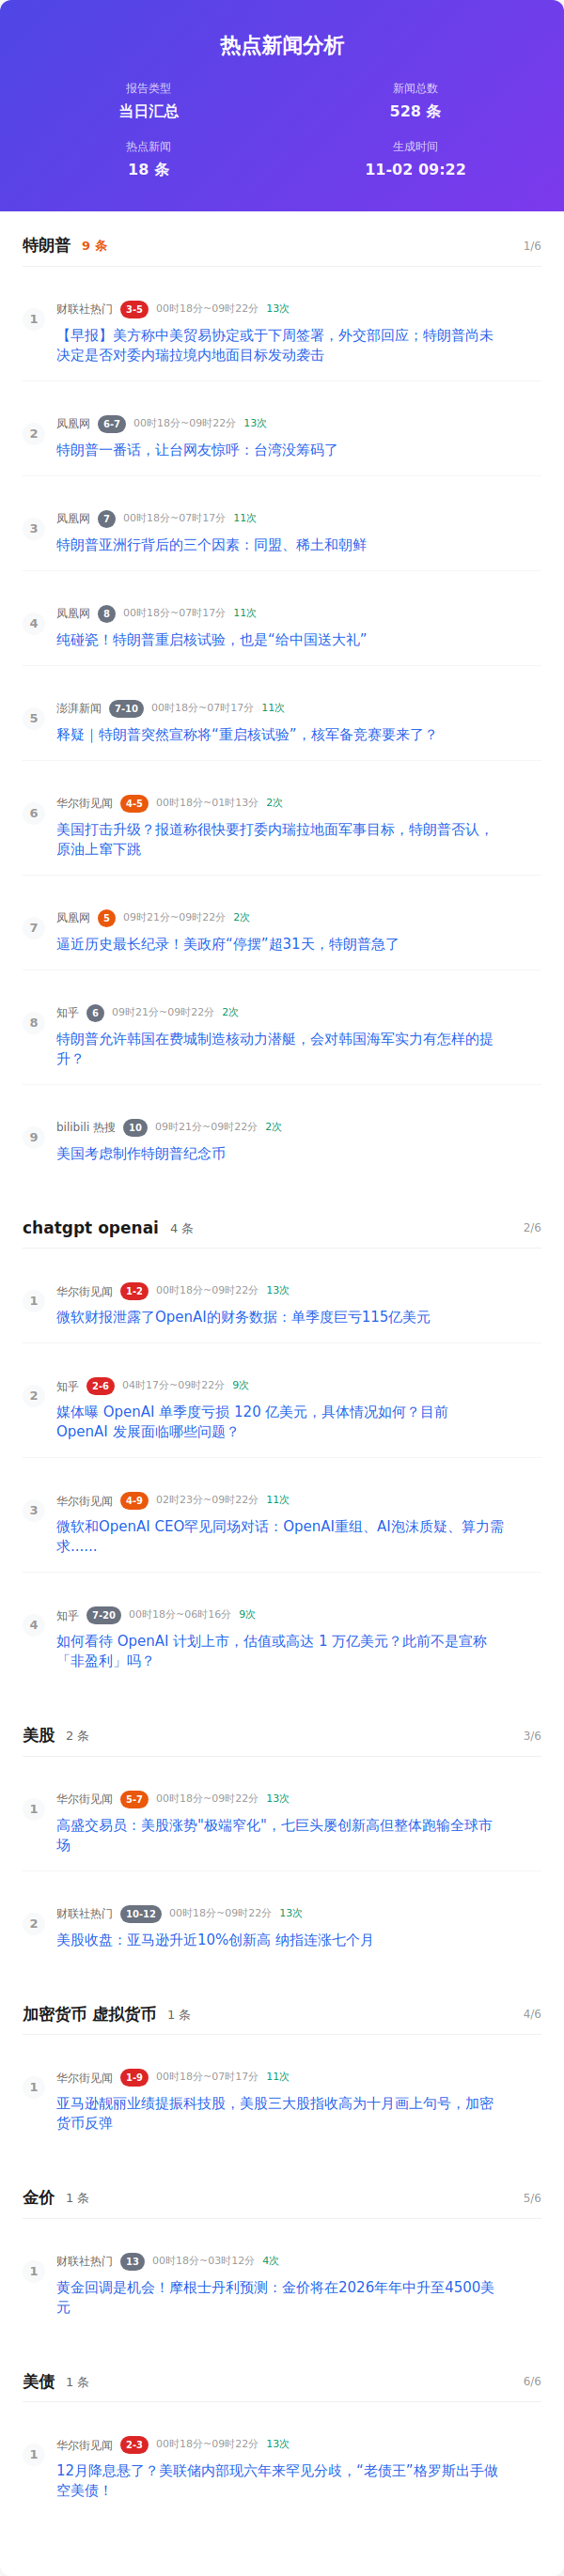 热点新闻分析
报告类型
当日汇总
新闻总数
528 条
热点新闻
18 条
生成时间
11-02 09:22
特朗普 9 条 1/6
1 财联社热门 3-5 00时18分~09时22分 13次
【早报】美方称中美贸易协定或于下周签署，外交部回应；特朗普尚未
决定是否对委内瑞拉境内地面目标发动袭击
2 凤凰网 6-7 00时18分~09时22分 13次
特朗普一番话，让台网友惊呼：台湾没筹码了
3 凤凰网 7 00时18分~07时17分 11次
特朗普亚洲行背后的三个因素：同盟、稀土和朝鲜
4 凤凰网 8 00时18分~07时17分 11次
纯碰瓷！特朗普重启核试验，也是“给中国送大礼”
5 澎湃新闻 7-10 00时18分~07时17分 11次
释疑｜特朗普突然宣称将“重启核试验”，核军备竞赛要来了？
6 华尔街见闻 4-5 00时18分~01时13分 2次
美国打击升级？报道称很快要打委内瑞拉地面军事目标，特朗普否认，
原油上窜下跳
7 凤凰网 5 09时21分~09时22分 2次
逼近历史最长纪录！美政府“停摆”超31天，特朗普急了
8 知乎 6 09时21分~09时22分 2次
特朗普允许韩国在费城制造核动力潜艇，会对韩国海军实力有怎样的提
升？
9 bilibili 热搜 10 09时21分~09时22分 2次
美国考虑制作特朗普纪念币
chatgpt openai 4 条 2/6
1 华尔街见闻 1-2 00时18分~09时22分 13次
微软财报泄露了OpenAI的财务数据：单季度巨亏115亿美元
2 知乎 2-6 04时17分~09时22分 9次
媒体曝 OpenAI 单季度亏损 120 亿美元，具体情况如何？目前
OpenAI 发展面临哪些问题？
3 华尔街见闻 4-9 02时23分~09时22分 11次
微软和OpenAI CEO罕见同场对话：OpenAI重组、AI泡沫质疑、算力需
求……
4 知乎 7-20 00时18分~06时16分 9次
如何看待 OpenAI 计划上市，估值或高达 1 万亿美元？此前不是宣称
「非盈利」吗？
美股 2 条 3/6
1 华尔街见闻 5-7 00时18分~09时22分 13次
高盛交易员：美股涨势"极端窄化"，七巨头屡创新高但整体跑输全球市
场
2 财联社热门 10-12 00时18分~09时22分 13次
美股收盘：亚马逊升近10%创新高 纳指连涨七个月
加密货币 虚拟货币 1 条 4/6
1 华尔街见闻 1-9 00时18分~07时17分 11次
亚马逊靓丽业绩提振科技股，美股三大股指收高为十月画上句号，加密
货币反弹
金价 1 条 5/6
1 财联社热门 13 00时18分~03时12分 4次
黄金回调是机会！摩根士丹利预测：金价将在2026年年中升至4500美
元
美债 1 条 6/6
1 华尔街见闻 2-3 00时18分~09时22分 13次
12月降息悬了？美联储内部现六年来罕见分歧，“老债王”格罗斯出手做
空美债！